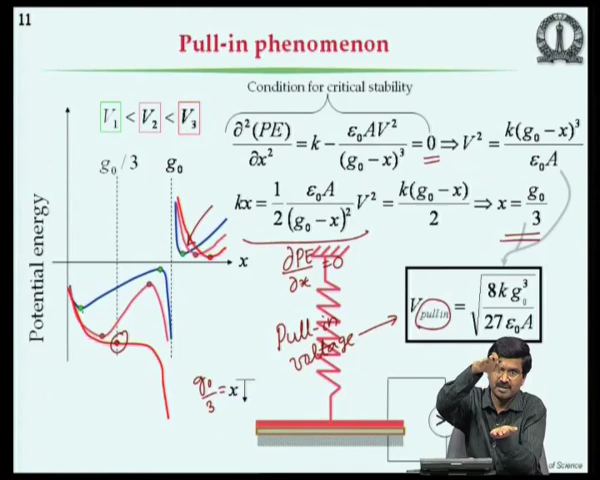 11
Pull-in phenomenon
Condition for critical stability
V₁ < V₂ < V₃
∂²(PE)/∂x² = k − ε₀AV²/(g₀ − x)³ = 0 ⇒ V² = k(g₀ − x)³/ε₀A
g₀ / 3
g₀
kx = 1/2 ε₀A/(g₀ − x)² V² = k(g₀ − x)/2 ⇒ x = g₀/3
Potential energy
x
∂PE/∂x = 0
V pull in = √(8kg₀³/27ε₀A)
Pull-in
voltage
g₀/3 = x
of Science